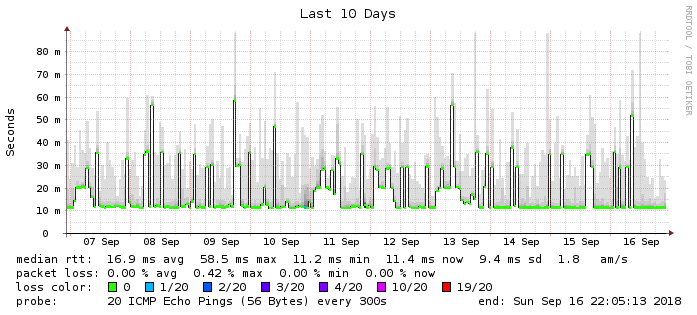 Last 10 Days
RRDTOOL / TOBI OETIKER
Seconds
80 m
70 m
60 m
50 m
40 m
30 m
20 m
10 m
0
07 Sep 08 Sep 09 Sep 10 Sep 11 Sep 12 Sep 13 Sep 14 Sep 15 Sep 16 Sep
median rtt: 16.9 ms avg 58.5 ms max 11.2 ms min 11.4 ms now 9.4 ms sd 1.8 am/s
packet loss: 0.00 % avg 0.42 % max 0.00 % min 0.00 % now
loss color: 0 1/20 2/20 3/20 4/20 10/20 19/20
probe: 20 ICMP Echo Pings (56 Bytes) every 300s end: Sun Sep 16 22:05:13 2018